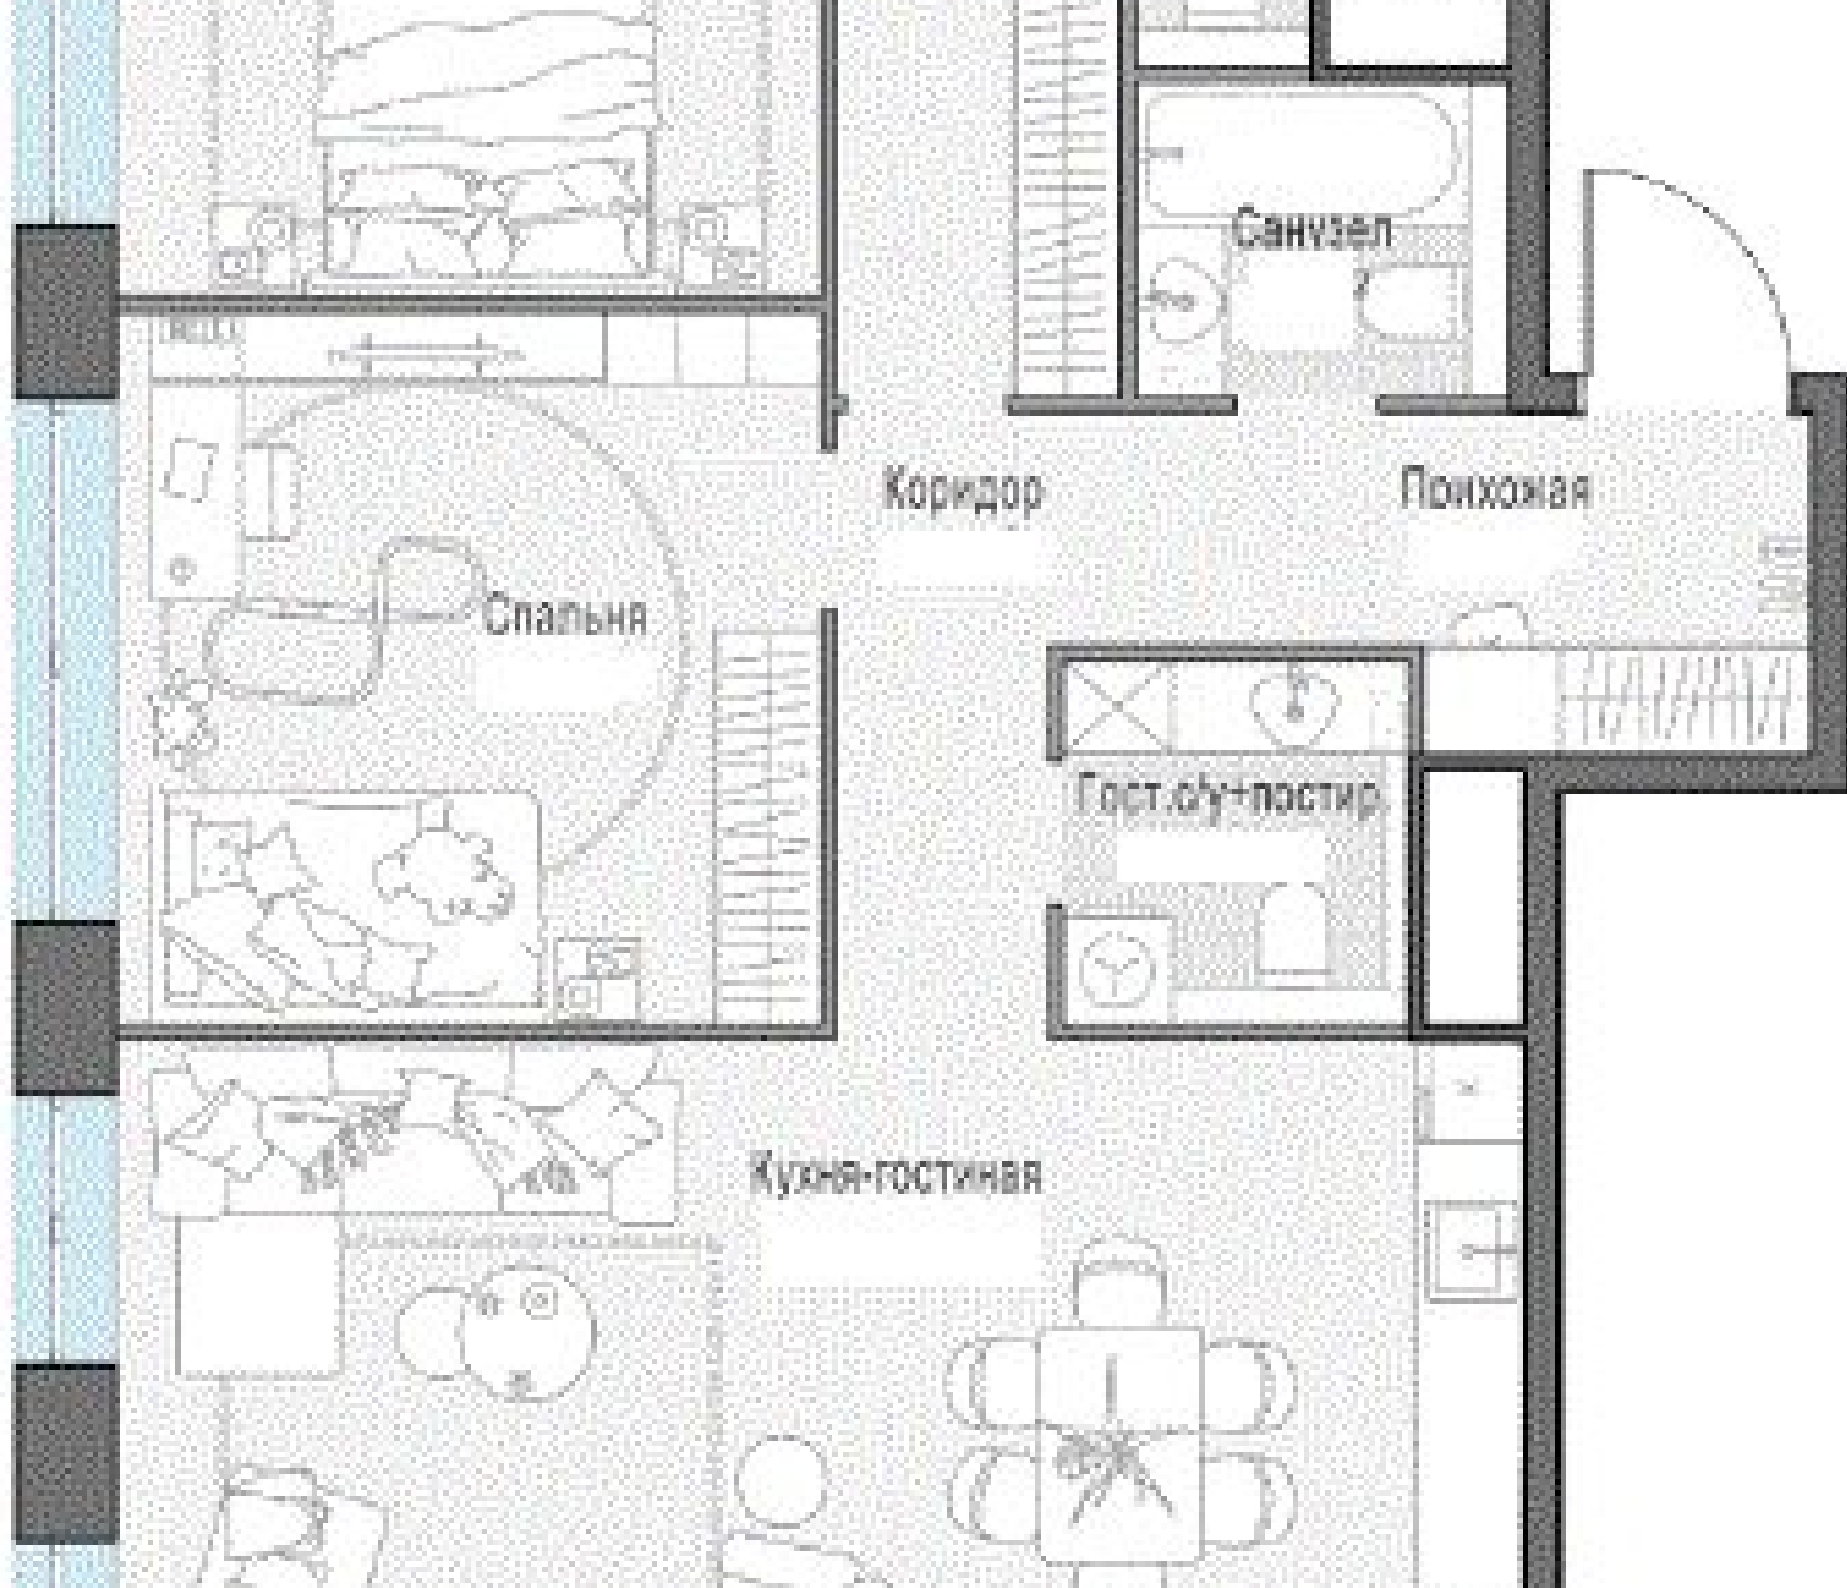 Санузел
Коридор
Прихожая
Спальня
Гост.с/у+постир.
Кухня-гостиная